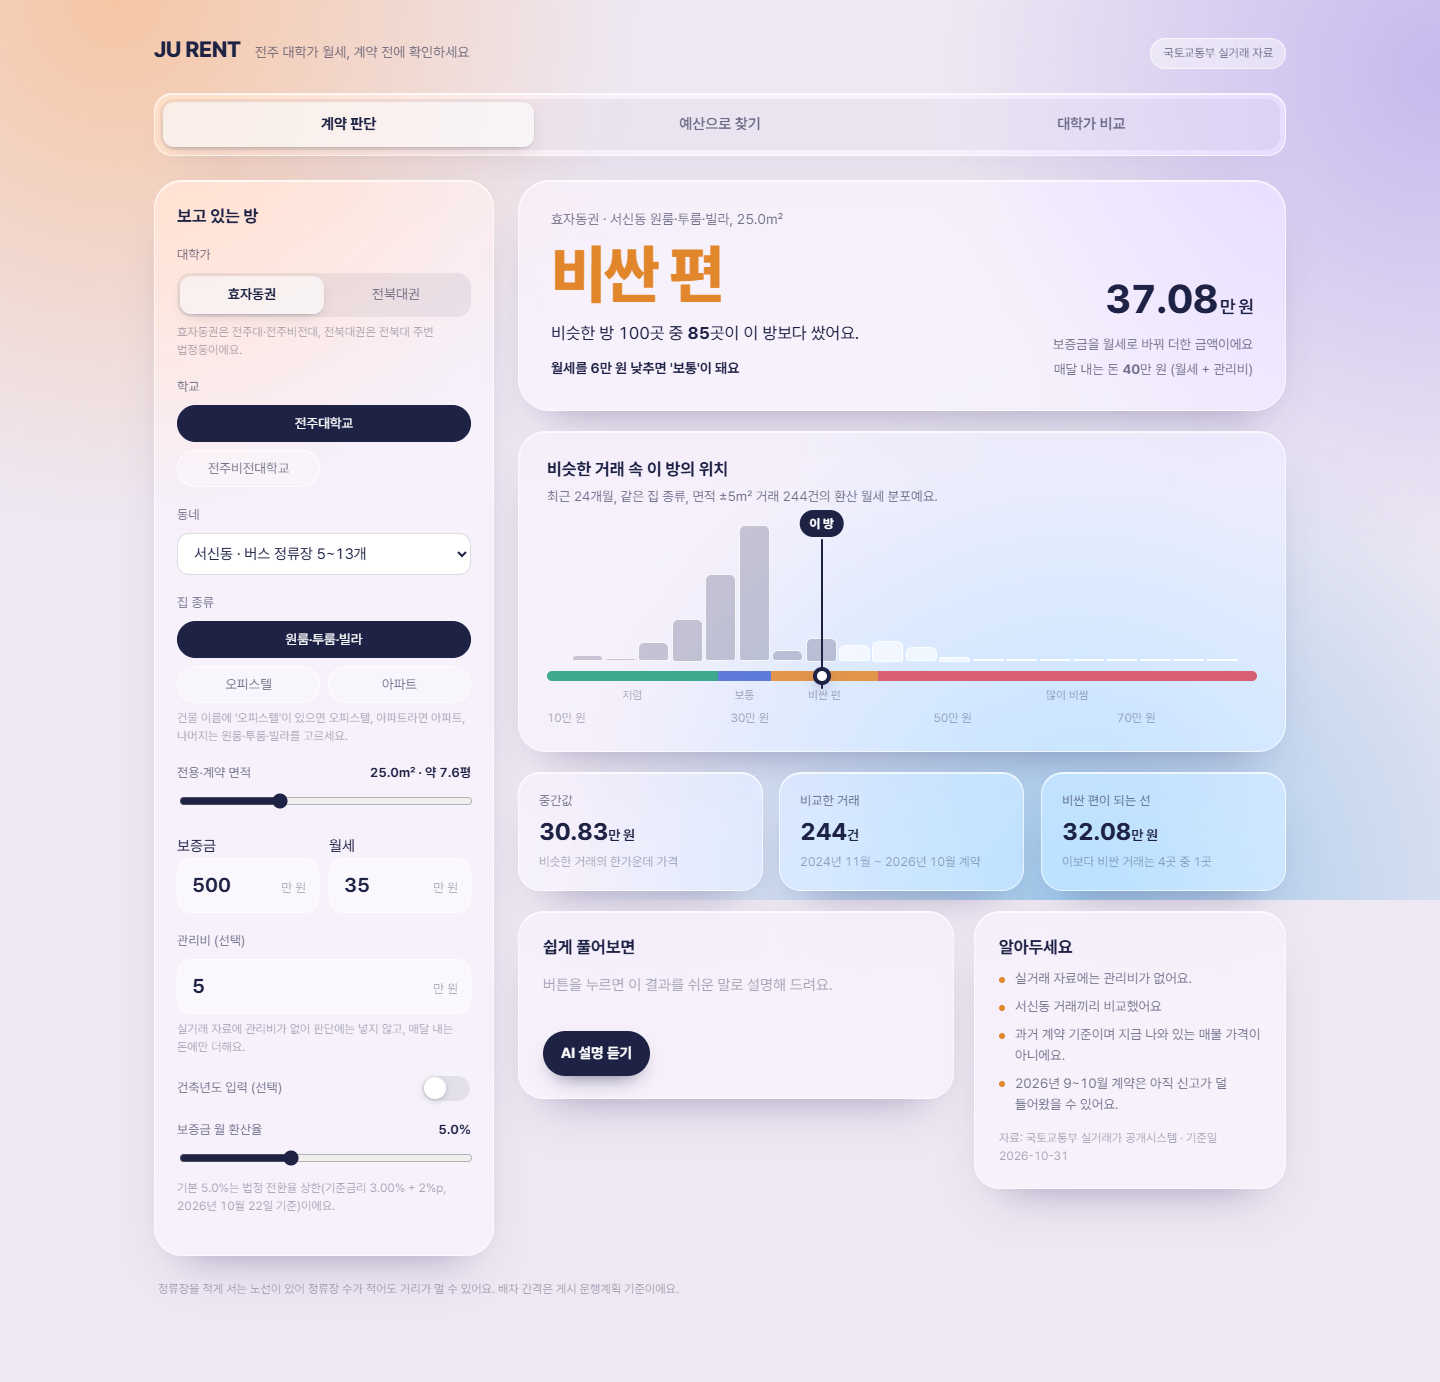 JU RENT 전주 대학가 월세, 계약 전에 확인하세요
국토교통부 실거래 자료
계약 판단
예산으로 찾기
대학가 비교
보고 있는 방
대학가
효자동권
전북대권
효자동권은 전주대·전주비전대, 전북대권은 전북대 주변
법정동이에요.
학교
전주대학교
전주비전대학교
동네
서신동 · 버스 정류장 5~13개
집 종류
원룸·투룸·빌라
오피스텔
아파트
건물 이름에 '오피스텔'이 있으면 오피스텔, 아파트라면 아파트,
나머지는 원룸·투룸·빌라를 고르세요.
전용·계약 면적
25.0m² · 약 7.6평
보증금
월세
500 만 원
35 만 원
관리비 (선택)
5 만 원
실거래 자료에 관리비가 없어 판단에는 넣지 않고, 매달 내는
돈에만 더해요.
건축년도 입력 (선택)
보증금 월 환산율
5.0%
기본 5.0%는 법정 전환율 상한(기준금리 3.00% + 2%p,
2026년 10월 22일 기준)이에요.
효자동권 · 서신동 원룸·투룸·빌라, 25.0m²
비싼 편
비슷한 방 100곳 중 85곳이 이 방보다 쌌어요.
월세를 6만 원 낮추면 '보통'이 돼요
37.08만 원
보증금을 월세로 바꿔 더한 금액이에요
매달 내는 돈 40만 원 (월세 + 관리비)
비슷한 거래 속 이 방의 위치
최근 24개월, 같은 집 종류, 면적 ±5m² 거래 244건의 환산 월세 분포예요.
이 방
저렴
보통
비싼 편
많이 비쌈
10만 원
30만 원
50만 원
70만 원
중간값
30.83만 원
비슷한 거래의 한가운데 가격
비교한 거래
244건
2024년 11월 ~ 2026년 10월 계약
비싼 편이 되는 선
32.08만 원
이보다 비싼 거래는 4곳 중 1곳
쉽게 풀어보면
버튼을 누르면 이 결과를 쉬운 말로 설명해 드려요.
AI 설명 듣기
알아두세요
실거래 자료에는 관리비가 없어요.
서신동 거래끼리 비교했어요
과거 계약 기준이며 지금 나와 있는 매물 가격이
아니에요.
2026년 9~10월 계약은 아직 신고가 덜
들어왔을 수 있어요.
자료: 국토교통부 실거래가 공개시스템 · 기준일
2026-10-31
정류장을 적게 서는 노선이 있어 정류장 수가 적어도 거리가 멀 수 있어요. 배차 간격은 게시 운행계획 기준이에요.